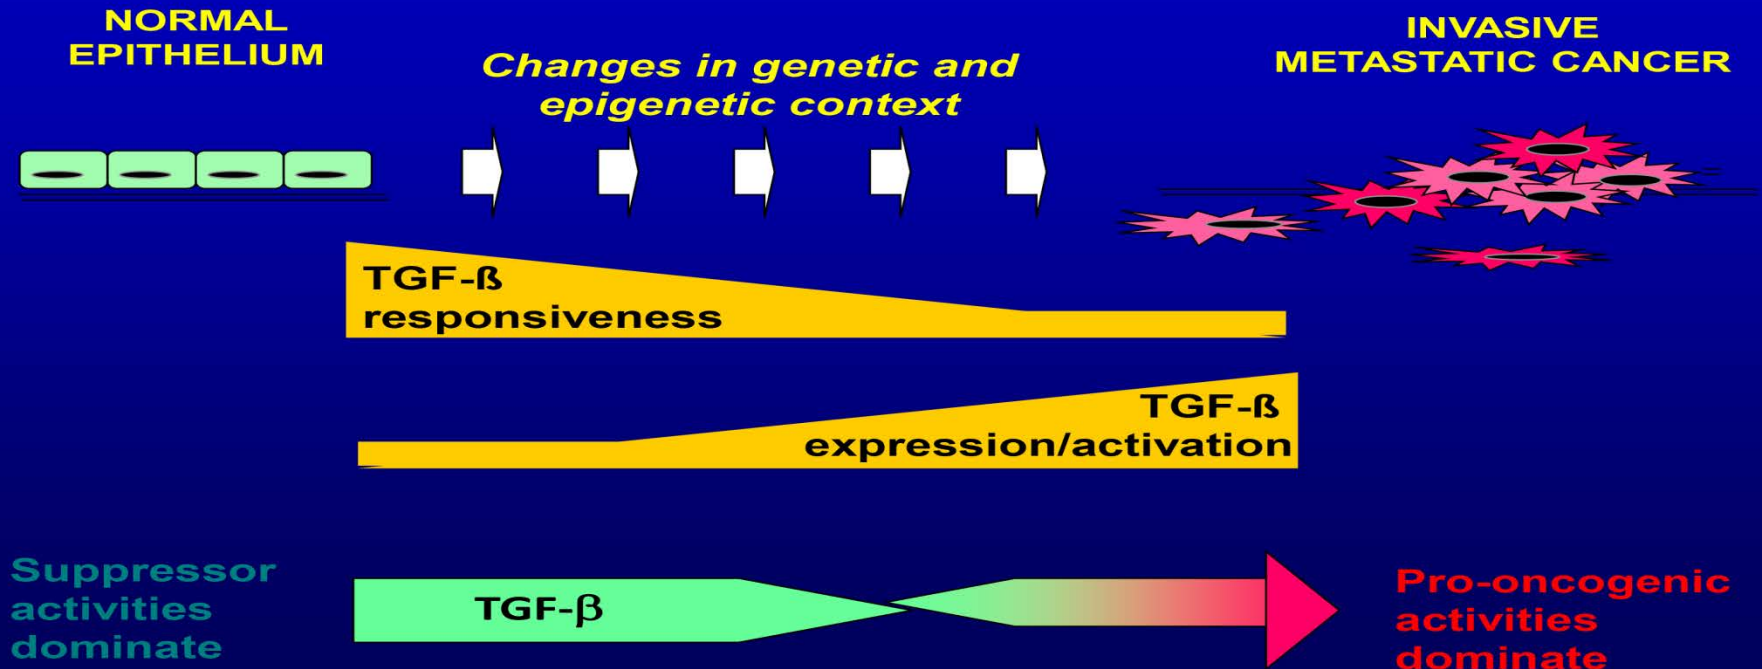 NORMAL
EPITHELIUM
Changes in genetic and
epigenetic context
INVASIVE
METASTATIC CANCER
TGF-ß
responsiveness
TGF-ß
expression/activation
Suppressor
activities
dominate
TGF-β
Pro-oncogenic
activities
dominate